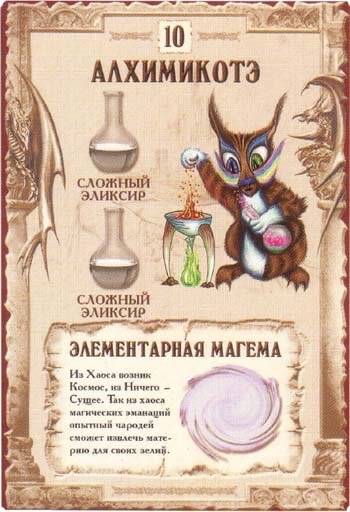 10
АЛХИМИКОТЭ
СЛОЖНЫЙ
ЭЛИКСИР
СЛОЖНЫЙ
ЭЛИКСИР
ЭЛЕМЕНТАРНАЯ МАГЕМА
Из Хаоса возник
Космос, из Ничего –
Сущее. Так из хаоса
магических эманаций
опытный чародей
сможет извлечь мате-
рию для своих зелий.